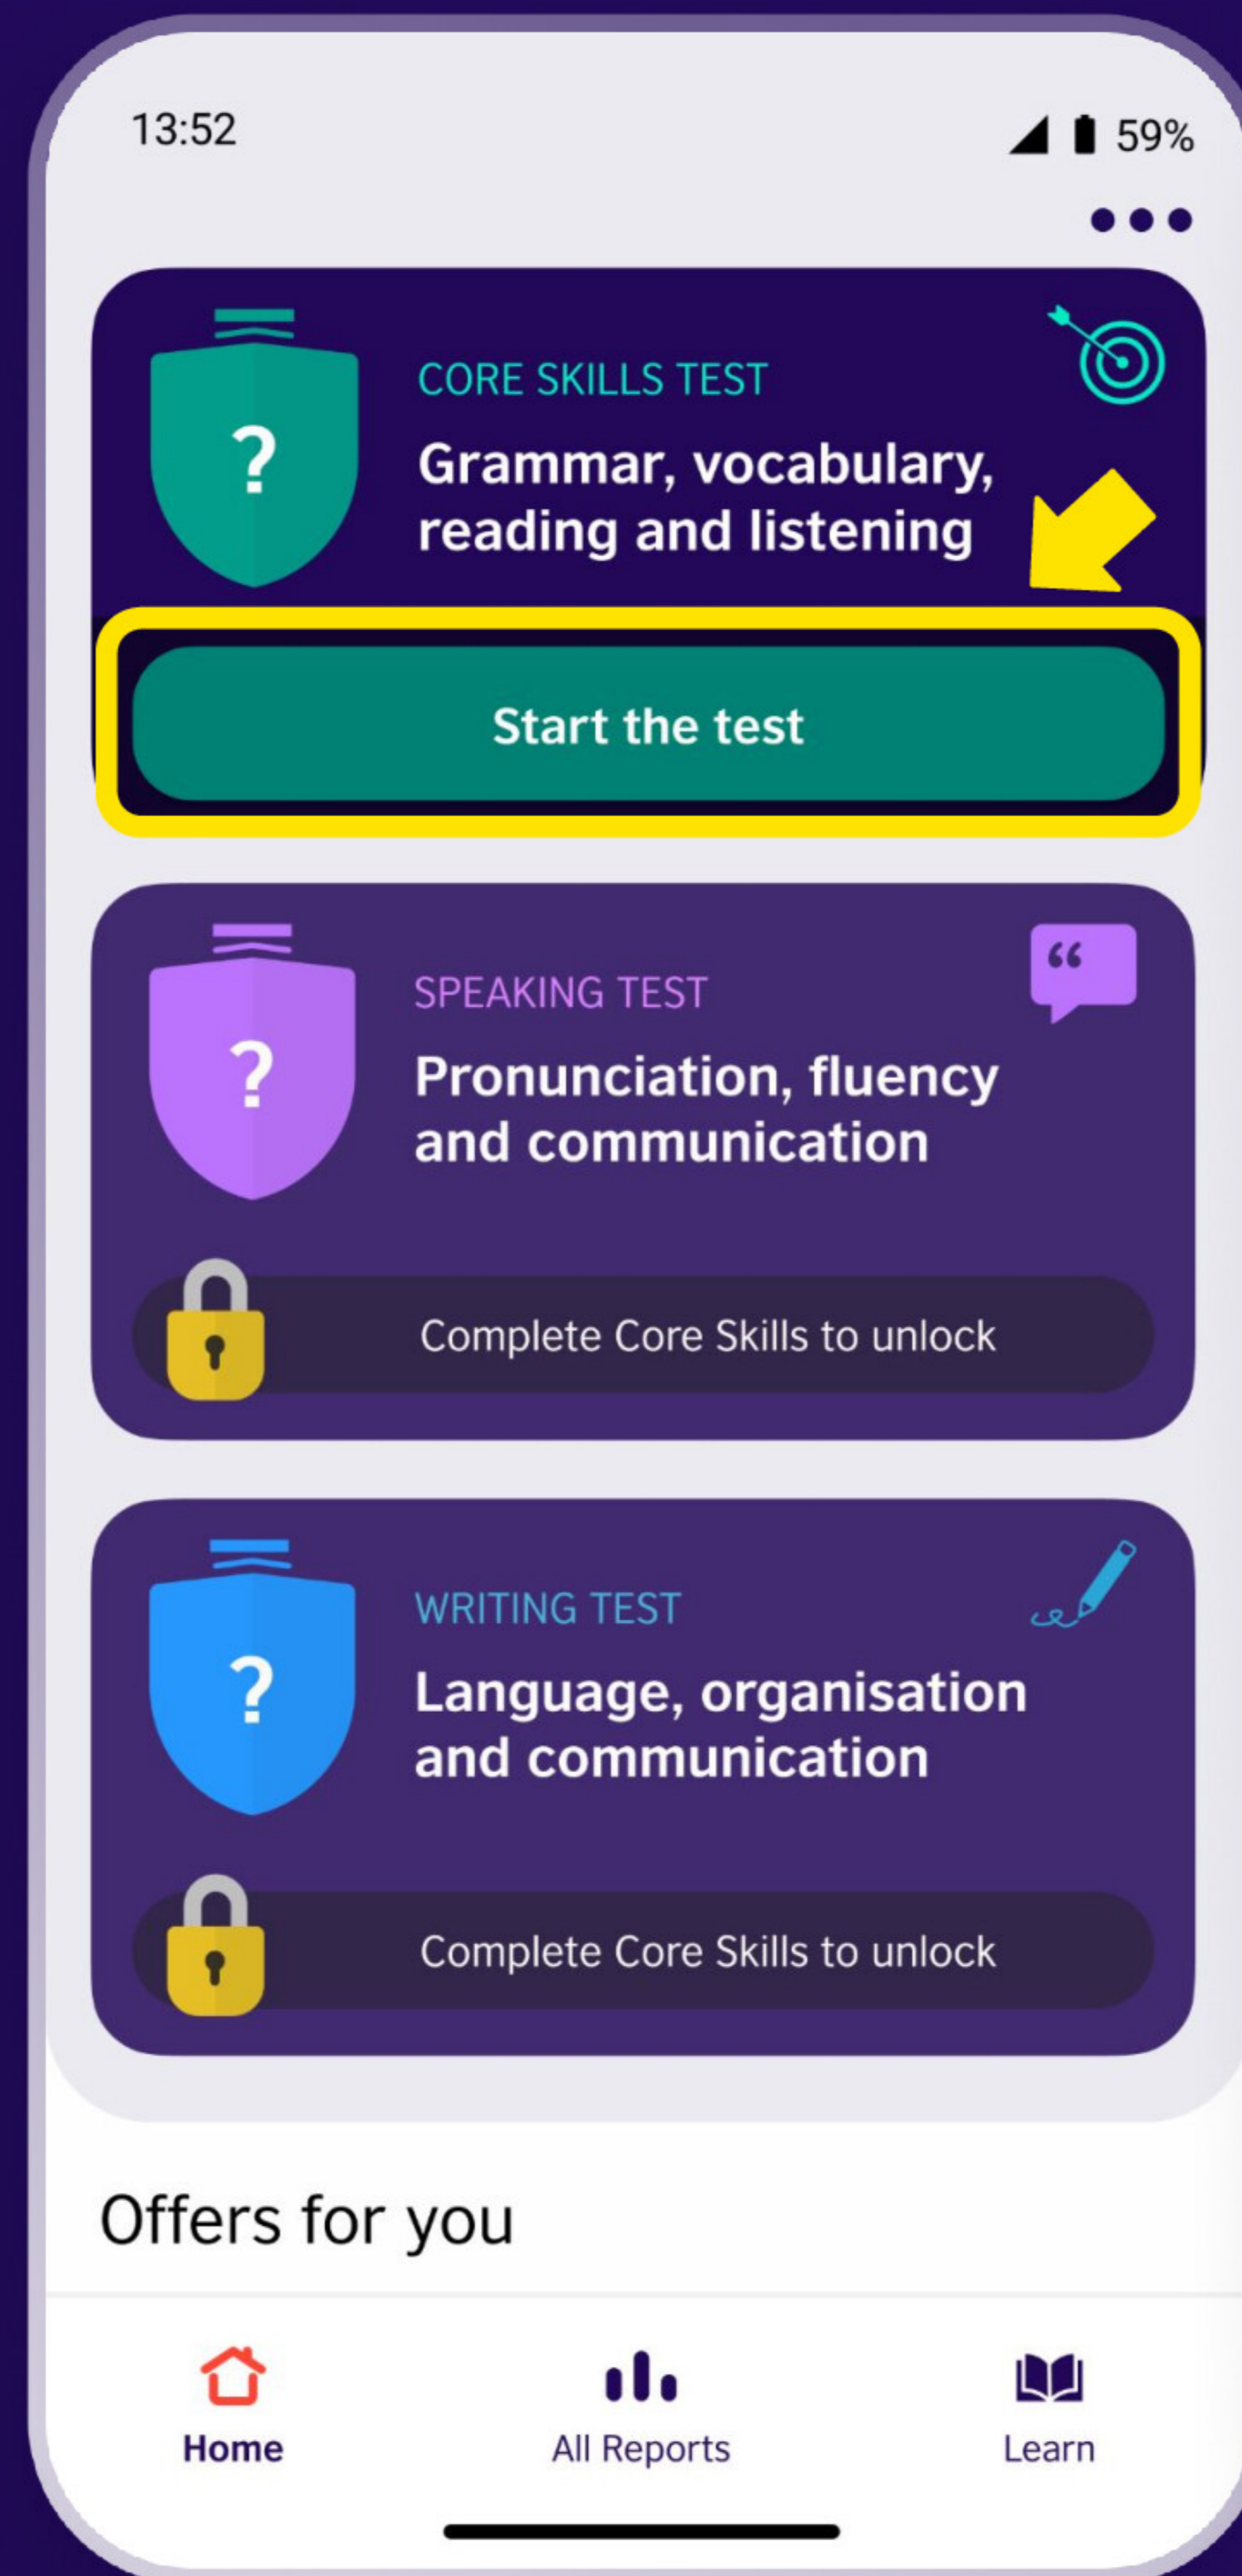 13:52
59%
CORE SKILLS TEST
?
Grammar, vocabulary,
reading and listening
Start the test
“
SPEAKING TEST
?
Pronunciation, fluency
and communication
Complete Core Skills to unlock
WRITING TEST
?
Language, organisation
and communication
Complete Core Skills to unlock
Offers for you
Home
All Reports
Learn